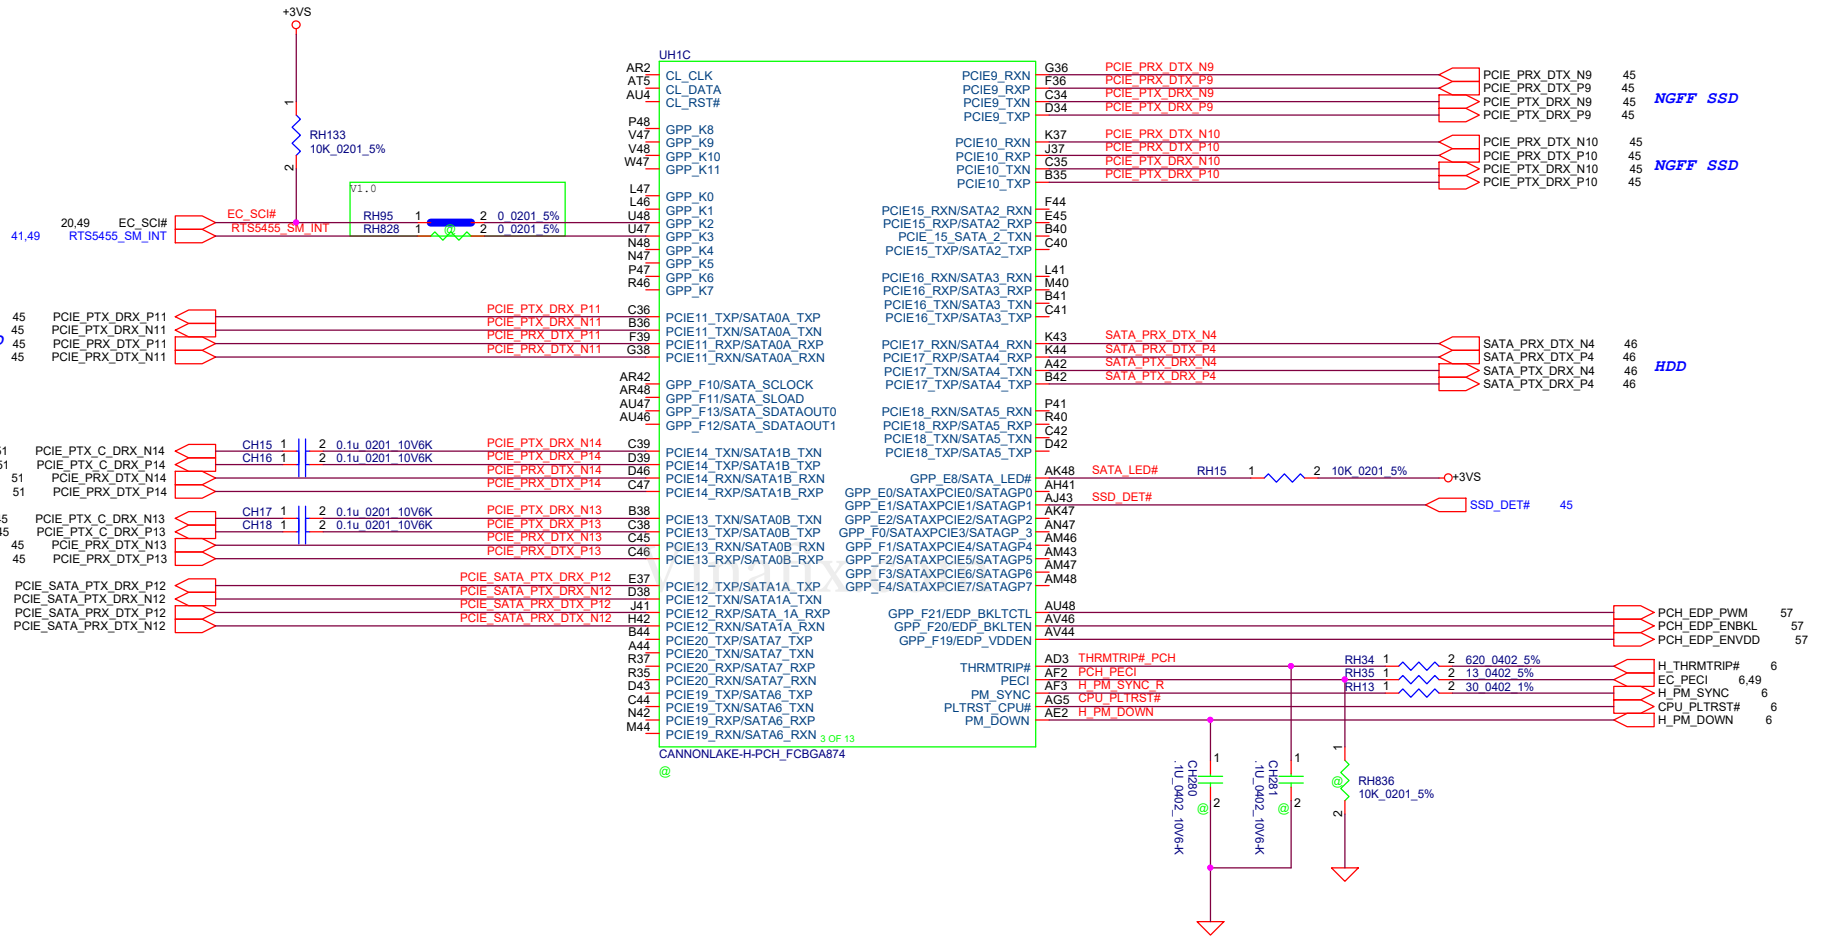 +3VS
1
RH133
10K_0201_5%
2
V1.0
20,49 EC_SCI# EC_SCI# RH95 1 2 0_0201_5%
41,49 RTS5455_SM_INT RTS5455_SM_INT RH828 1 @ 2 0_0201_5%
45 PCIE_PTX_DRX_P11 PCIE_PTX_DRX_P11
45 PCIE_PTX_DRX_N11 PCIE_PTX_DRX_N11
45 PCIE_PRX_DTX_P11 PCIE_PRX_DTX_P11
45 PCIE_PRX_DTX_N11 PCIE_PRX_DTX_N11
PCIE_PTX_C_DRX_N14 CH15 1 2 0.1u_0201_10V6K PCIE_PTX_DRX_N14
PCIE_PTX_C_DRX_P14 CH16 1 2 0.1u_0201_10V6K PCIE_PTX_DRX_P14
51 PCIE_PRX_DTX_N14 PCIE_PRX_DTX_N14
51 PCIE_PRX_DTX_P14 PCIE_PRX_DTX_P14
PCIE_PTX_C_DRX_N13 CH17 1 2 0.1u_0201_10V6K PCIE_PTX_DRX_N13
PCIE_PTX_C_DRX_P13 CH18 1 2 0.1u_0201_10V6K PCIE_PTX_DRX_P13
45 PCIE_PRX_DTX_N13 PCIE_PRX_DTX_N13
45 PCIE_PRX_DTX_P13 PCIE_PRX_DTX_P13
PCIE_SATA_PTX_DRX_P12 PCIE_SATA_PTX_DRX_P12
PCIE_SATA_PTX_DRX_N12 PCIE_SATA_PTX_DRX_N12
PCIE_SATA_PRX_DTX_P12 PCIE_SATA_PRX_DTX_P12
PCIE_SATA_PRX_DTX_N12 PCIE_SATA_PRX_DTX_N12
UH1C
AR2 CL_CLK
AT5 CL_DATA
AU4 CL_RST#
P48 GPP_K8
V47 GPP_K9
V48 GPP_K10
W47 GPP_K11
L47 GPP_K0
L46 GPP_K1
U48 GPP_K2
U47 GPP_K3
N48 GPP_K4
N47 GPP_K5
P47 GPP_K6
R46 GPP_K7
C36 PCIE11_TXP/SATA0A_TXP
B36 PCIE11_TXN/SATA0A_TXN
F39 PCIE11_RXP/SATA0A_RXP
G38 PCIE11_RXN/SATA0A_RXN
AR42 GPP_F10/SATA_SCLOCK
AR48 GPP_F11/SATA_SLOAD
AU47 GPP_F13/SATA_SDATAOUT0
AU46 GPP_F12/SATA_SDATAOUT1
C39 PCIE14_TXN/SATA1B_TXN
D39 PCIE14_TXP/SATA1B_TXP
D46 PCIE14_RXN/SATA1B_RXN
C47 PCIE14_RXP/SATA1B_RXP
B38 PCIE13_TXN/SATA0B_TXN
C38 PCIE13_TXP/SATA0B_TXP
C45 PCIE13_RXN/SATA0B_RXN
C46 PCIE13_RXP/SATA0B_RXP
E37 PCIE12_TXP/SATA1A_TXP
D38 PCIE12_TXN/SATA1A_TXN
J41 PCIE12_RXP/SATA_1A_RXP
H42 PCIE12_RXN/SATA1A_RXN
B44 PCIE20_TXP/SATA7_TXP
A44 PCIE20_TXN/SATA7_TXN
R37 PCIE20_RXP/SATA7_RXP
R35 PCIE20_RXN/SATA7_RXN
D43 PCIE19_TXP/SATA6_TXP
C44 PCIE19_TXN/SATA6_TXN
N42 PCIE19_RXP/SATA6_RXP
M44 PCIE19_RXN/SATA6_RXN
3 OF 13
CANNONLAKE-H-PCH_FCBGA874
@
PCIE9_RXN G36 PCIE_PRX_DTX_N9 PCIE_PRX_DTX_N9 45
PCIE9_RXP F36 PCIE_PRX_DTX_P9 PCIE_PRX_DTX_P9 45
PCIE9_TXN C34 PCIE_PTX_DRX_N9 PCIE_PTX_DRX_N9 45
PCIE9_TXP D34 PCIE_PTX_DRX_P9 PCIE_PTX_DRX_P9 45
NGFF SSD
PCIE10_RXN K37 PCIE_PRX_DTX_N10 PCIE_PRX_DTX_N10 45
PCIE10_RXP J37 PCIE_PRX_DTX_P10 PCIE_PRX_DTX_P10 45
PCIE10_TXN C35 PCIE_PTX_DRX_N10 PCIE_PTX_DRX_N10 45
PCIE10_TXP B35 PCIE_PTX_DRX_P10 PCIE_PTX_DRX_P10 45
NGFF SSD
PCIE15_RXN/SATA2_RXN F44
PCIE15_RXP/SATA2_RXP E45
PCIE_15_SATA_2_TXN B40
PCIE15_TXP/SATA2_TXP C40
PCIE16_RXN/SATA3_RXN L41
PCIE16_RXP/SATA3_RXP M40
PCIE16_TXN/SATA3_TXN B41
PCIE16_TXP/SATA3_TXP C41
PCIE17_RXN/SATA4_RXN K43 SATA_PRX_DTX_N4 SATA_PRX_DTX_N4 46
PCIE17_RXP/SATA4_RXP K44 SATA_PRX_DTX_P4 SATA_PRX_DTX_P4 46
PCIE17_TXN/SATA4_TXN A42 SATA_PTX_DRX_N4 SATA_PTX_DRX_N4 46
PCIE17_TXP/SATA4_TXP B42 SATA_PTX_DRX_P4 SATA_PTX_DRX_P4 46
HDD
PCIE18_RXN/SATA5_RXN P41
PCIE18_RXP/SATA5_RXP R40
PCIE18_TXN/SATA5_TXN C42
PCIE18_TXP/SATA5_TXP D42
GPP_E8/SATA_LED# AK48 SATA_LED# RH15 1 2 10K_0201_5% +3VS
GPP_E0/SATAXPCIE0/SATAGP0 AH41
GPP_E1/SATAXPCIE1/SATAGP1 AJ43 SSD_DET# SSD_DET# 45
GPP_E2/SATAXPCIE2/SATAGP2 AK47
GPP_F0/SATAXPCIE3/SATAGP_3 AN47
GPP_F1/SATAXPCIE4/SATAGP4 AM46
GPP_F2/SATAXPCIE5/SATAGP5 AM43
GPP_F3/SATAXPCIE6/SATAGP6 AM47
GPP_F4/SATAXPCIE7/SATAGP7 AM48
GPP_F21/EDP_BKLTCTL AU48 PCH_EDP_PWM 57
GPP_F20/EDP_BKLTEN AV46 PCH_EDP_ENBKL 57
GPP_F19/EDP_VDDEN AV44 PCH_EDP_ENVDD 57
THRMTRIP# AD3 THRMTRIP#_PCH RH34 1 2 620_0402_5% H_THRMTRIP# 6
PECI AF2 PCH_PECI RH35 1 2 13_0402_5% EC_PECI 6,49
PM_SYNC AF3 H_PM_SYNC_R RH13 1 2 30_0402_1% H_PM_SYNC 6
PLTRST_CPU# AG5 CPU_PLTRST# CPU_PLTRST# 6
PM_DOWN AE2 H_PM_DOWN H_PM_DOWN 6
1 CH280 .1U_0402_10V6-K @ 2
1 CH281 .1U_0402_10V6-K @ 2
1 @ RH836 10K_0201_5% 2